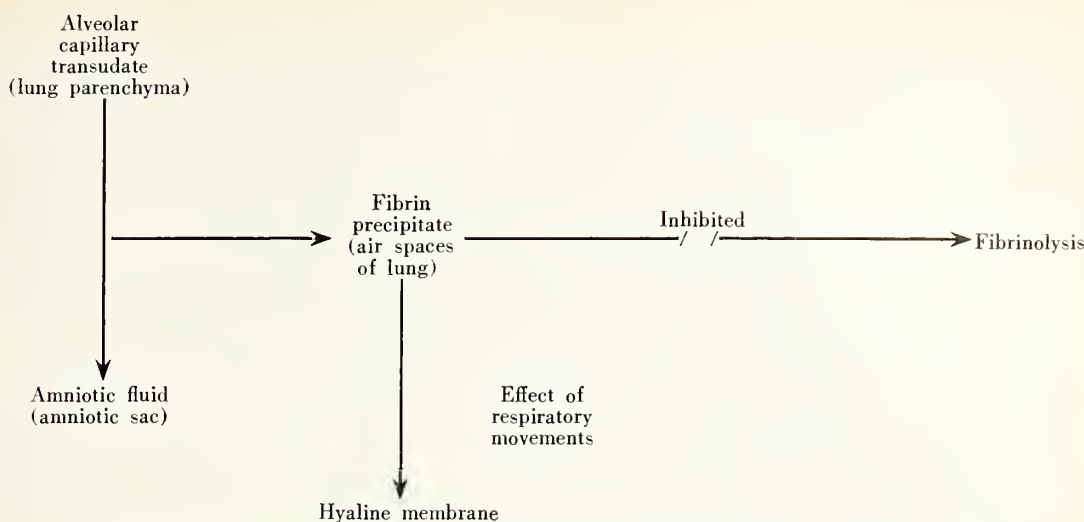 Alveolar
capillary
transudate
(lung parenchyma)
Fibrin
precipitate
(air spaces
of lung)
Inhibited
Fibrinolysis
Amniotic fluid
(amniotic sac)
Effect of
respiratory
movements
Hyaline membrane